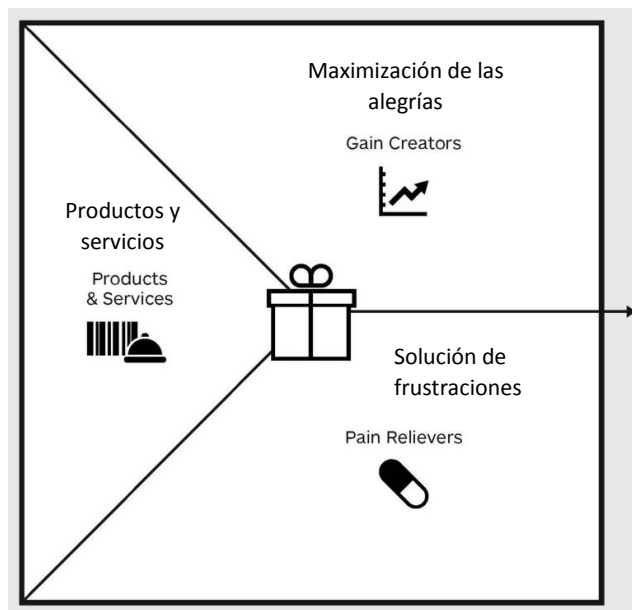 Maximización de las
alegrías
Gain Creators
Productos y
servicios
Products
& Services
Solución de
frustraciones
Pain Relievers